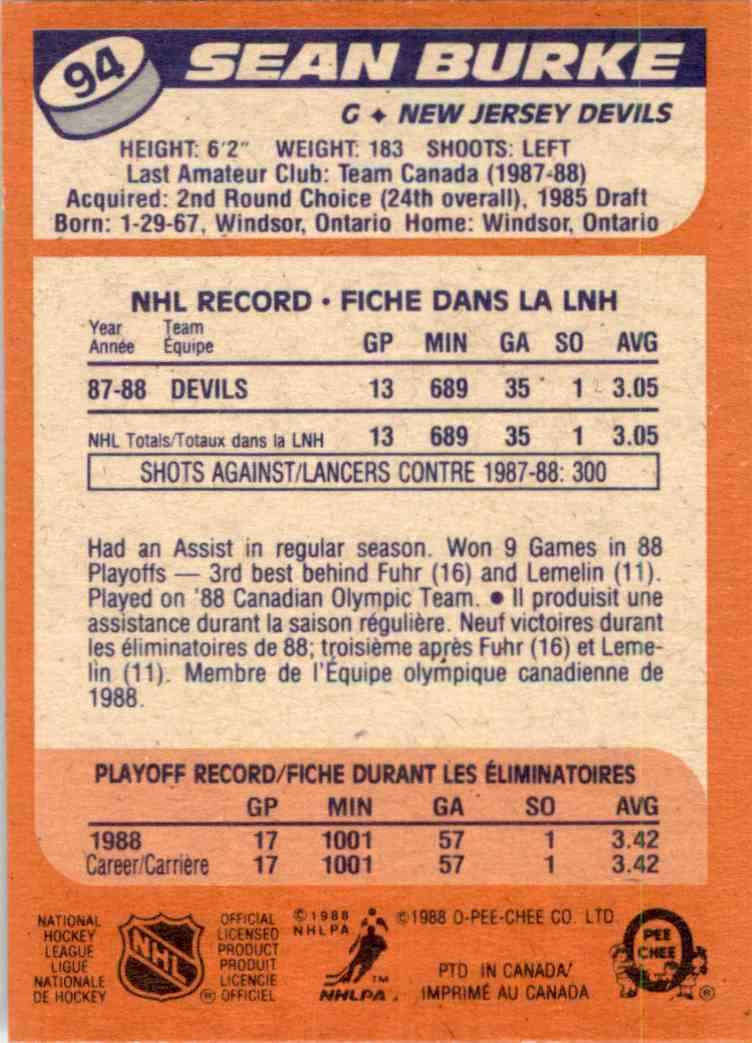 94
SEAN BURKE
G ✦ NEW JERSEY DEVILS
HEIGHT: 6'2" WEIGHT: 183 SHOOTS: LEFT
Last Amateur Club: Team Canada (1987-88)
Acquired: 2nd Round Choice (24th overall), 1985 Draft
Born: 1-29-67, Windsor, Ontario Home: Windsor, Ontario
NHL RECORD · FICHE DANS LA LNH
Year Team
Année Équipe GP MIN GA SO AVG
87-88 DEVILS 13 689 35 1 3.05
NHL Totals/Totaux dans la LNH 13 689 35 1 3.05
SHOTS AGAINST/LANCERS CONTRE 1987-88: 300
Had an Assist in regular season. Won 9 Games in 88
Playoffs — 3rd best behind Fuhr (16) and Lemelin (11).
Played on '88 Canadian Olympic Team. ● Il produisit une
assistance durant la saison régulière. Neuf victoires durant
les éliminatoires de 88; troisième après Fuhr (16) et Leme-
lin (11). Membre de l'Équipe olympique canadienne de
1988.
PLAYOFF RECORD/FICHE DURANT LES ÉLIMINATOIRES
GP MIN GA SO AVG
1988 17 1001 57 1 3.42
Career/Carrière 17 1001 57 1 3.42
NATIONAL
HOCKEY
LEAGUE
LIGUE
NATIONALE
DE HOCKEY
NHL
OFFICIAL
LICENSED
PRODUCT
PRODUIT
LICENCIE
® OFFICIEL
©1988
NHLPA
TM
NHLPA
©1988 O-PEE-CHEE CO. LTD
PTD IN CANADA/
IMPRIMÉ AU CANADA
O
PEE
CHEE
®